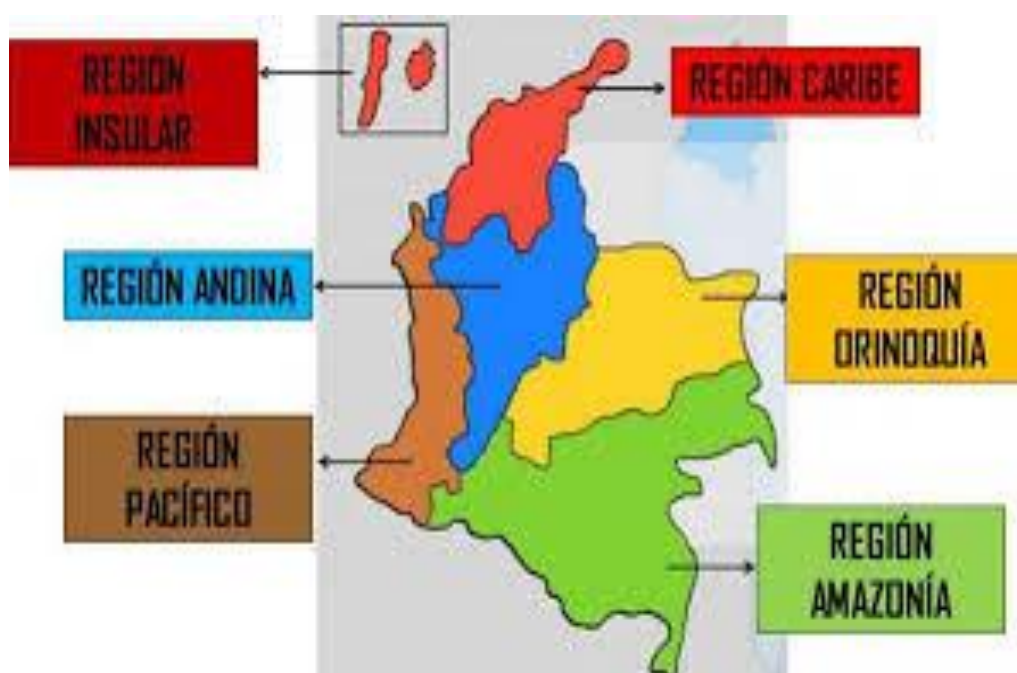 REGIÓN
INSULAR
REGIÓN CARIBE
REGIÓN ANDINA
REGIÓN
ORINOQUÍA
REGIÓN
PACÍFICO
REGIÓN
AMAZONÍA